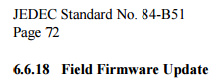 JEDEC Standard No. 84-B51
Page 72
6.6.18 Field Firmware Update